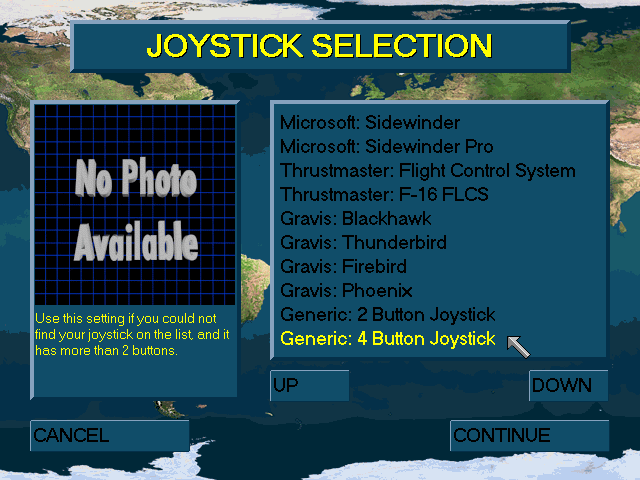 JOYSTICK SELECTION
No Photo
Available
Use this setting if you could not
find your joystick on the list, and it
has more than 2 buttons.
Microsoft: Sidewinder
Microsoft: Sidewinder Pro
Thrustmaster: Flight Control System
Thrustmaster: F-16 FLCS
Gravis: Blackhawk
Gravis: Thunderbird
Gravis: Firebird
Gravis: Phoenix
Generic: 2 Button Joystick
Generic: 4 Button Joystick
UP
DOWN
CANCEL
CONTINUE